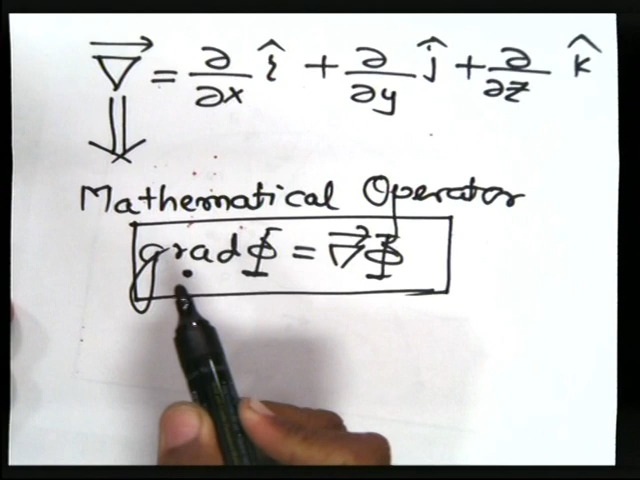 ∇⃗ = ∂/∂x î + ∂/∂y ĵ + ∂/∂z k̂
Mathematical Operator
grad Φ = ∇⃗Φ